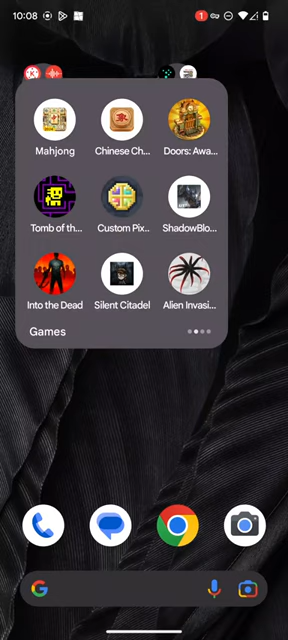 10:08
1
Mahjong
Chinese Ch...
Doors: Awa...
Tomb of th...
Custom Pix...
ShadowBlo...
Into the Dead
Silent Citadel
Alien Invasi...
Games